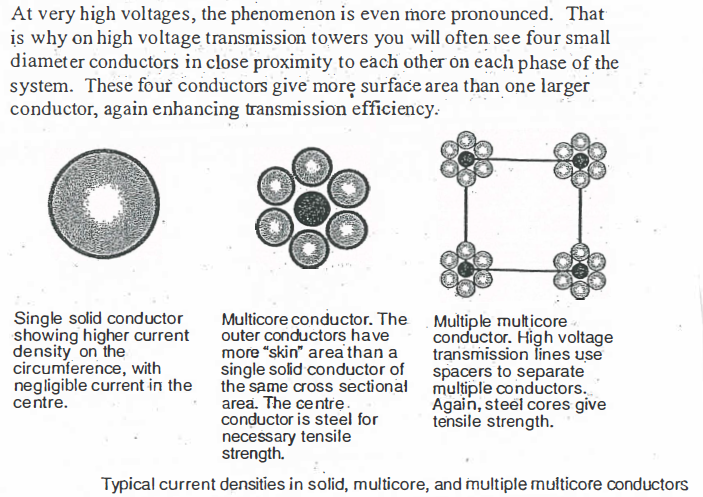 At very high voltages, the phenomenon is even more pronounced. That
is why on high voltage transmission towers you will often see four small
diameter conductors in close proximity to each other on each phase of the
system. These four conductors give more surface area than one larger
conductor, again enhancing transmission efficiency.
Single solid conductor
showing higher current
density on the
circumference, with
negligible current in the
centre.
Multicore conductor. The
outer conductors have
more "skin" area than a
single solid conductor of
the same cross sectional
area. The centre
conductor is steel for
necessary tensile
strength.
Multiple multicore
conductor. High voltage
transmission lines use
spacers to separate
multiple conductors.
Again, steel cores give
tensile strength.
Typical current densities in solid, multicore, and multiple multicore conductors